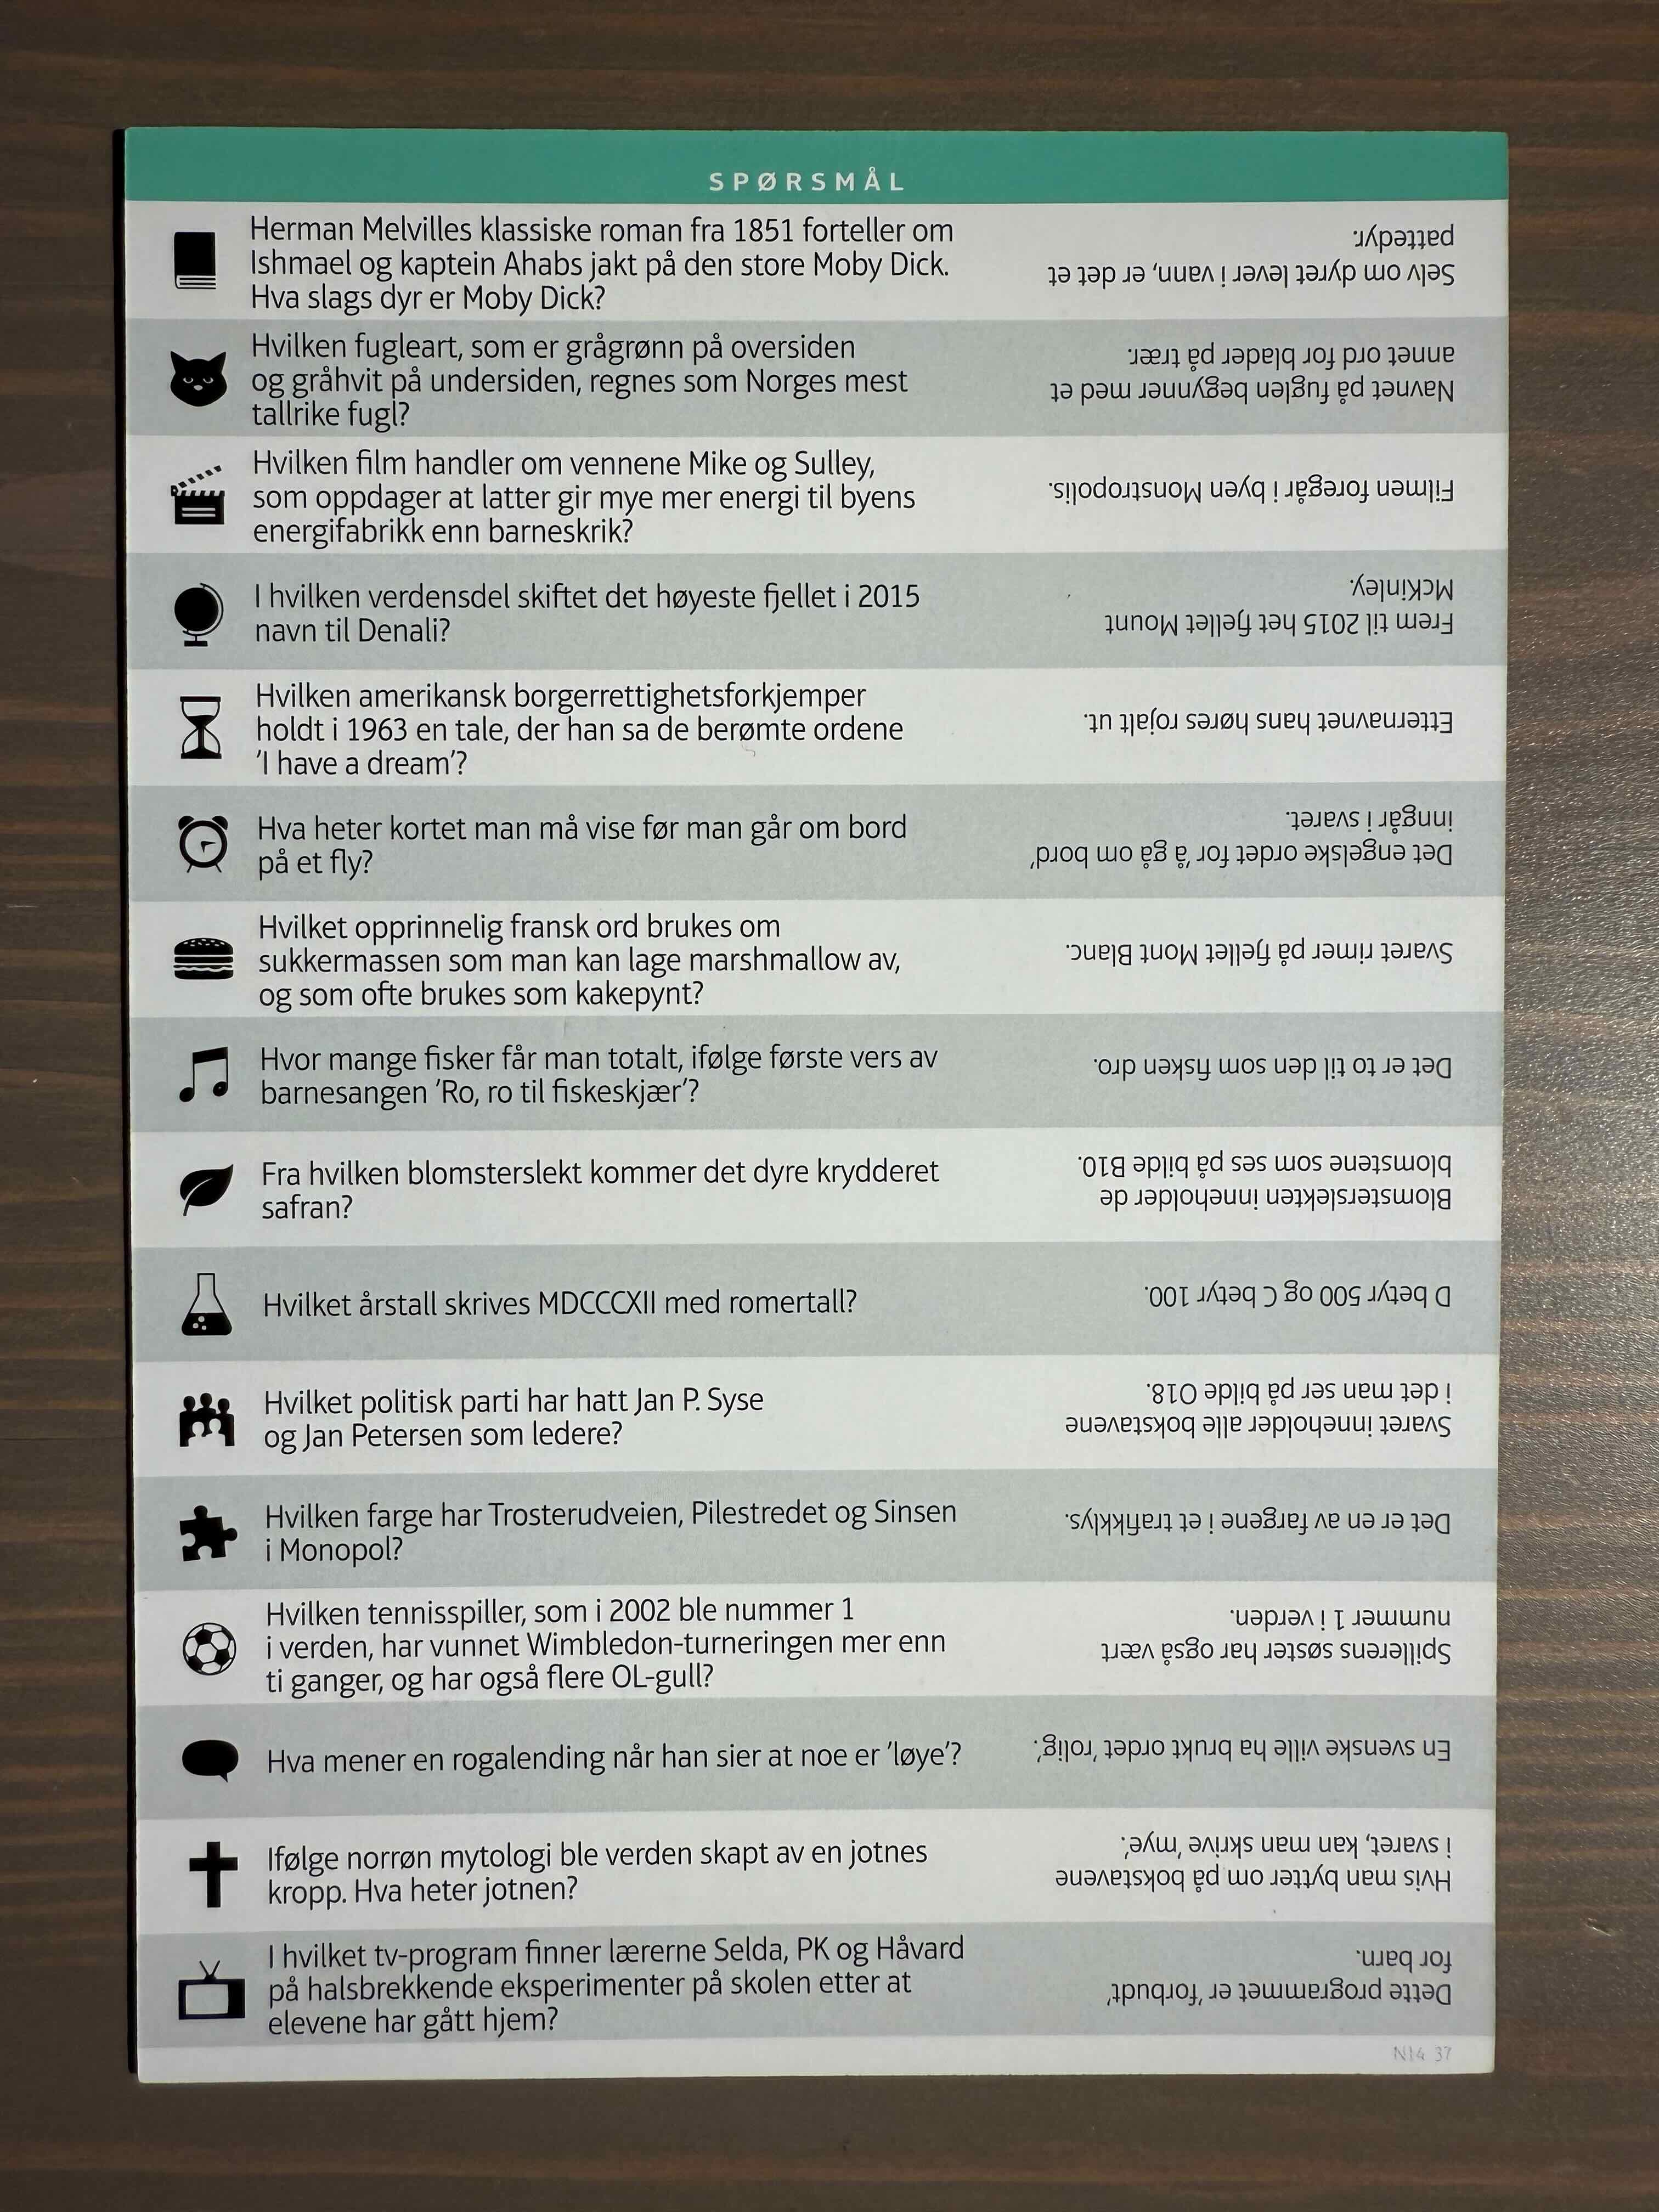 SPØRSMÅL
Herman Melvilles klassiske roman fra 1851 forteller om
Ishmael og kaptein Ahabs jakt på den store Moby Dick.
Hva slags dyr er Moby Dick?
Selv om dyret lever i vann, er det et
pattedyr.
Hvilken fugleart, som er grågrønn på oversiden
og gråhvit på undersiden, regnes som Norges mest
tallrike fugl?
Navnet på fuglen begynner med et
annet ord for blader på trær.
Hvilken film handler om vennene Mike og Sulley,
som oppdager at latter gir mye mer energi til byens
energifabrikk enn barneskrik?
Filmen foregår i byen Monstropolis.
I hvilken verdensdel skiftet det høyeste fjellet i 2015
navn til Denali?
Frem til 2015 het fjellet Mount
McKinley.
Hvilken amerikansk borgerrettighetsforkjemper
holdt i 1963 en tale, der han sa de berømte ordene
'I have a dream'?
Etternavnet hans høres rojalt ut.
Hva heter kortet man må vise før man går om bord
på et fly?
Det engelske ordet for 'å gå om bord'
inngår i svaret.
Hvilket opprinnelig fransk ord brukes om
sukkermassen som man kan lage marshmallow av,
og som ofte brukes som kakepynt?
Svaret rimer på fjellet Mont Blanc.
Hvor mange fisker får man totalt, ifølge første vers av
barnesangen 'Ro, ro til fiskeskjær'?
Det er to til den som fisken dro.
Fra hvilken blomsterslekt kommer det dyre krydderet
safran?
Blomsterslekten inneholder de
blomstene som ses på bilde B10.
Hvilket årstall skrives MDCCCXII med romertall?
D betyr 500 og C betyr 100.
Hvilket politisk parti har hatt Jan P. Syse
og Jan Petersen som ledere?
Svaret inneholder alle bokstavene
i det man ser på bilde O18.
Hvilken farge har Trosterudveien, Pilestredet og Sinsen
i Monopol?
Det er en av fargene i et trafikklys.
Hvilken tennisspiller, som i 2002 ble nummer 1
i verden, har vunnet Wimbledon-turneringen mer enn
ti ganger, og har også flere OL-gull?
Spillerens søster har også vært
nummer 1 i verden.
Hva mener en rogalending når han sier at noe er 'løye'?
En svenske ville ha brukt ordet 'rolig'.
Ifølge norrøn mytologi ble verden skapt av en jotnes
kropp. Hva heter jotnen?
Hvis man bytter om på bokstavene
i svaret, kan man skrive 'mye'.
I hvilket tv-program finner lærerne Selda, PK og Håvard
på halsbrekkende eksperimenter på skolen etter at
elevene har gått hjem?
Dette programmet er 'forbudt'
for barn.
N14 37